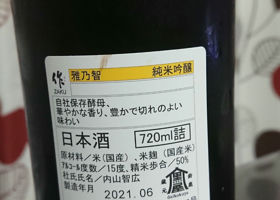 作
ZAKU
雅乃智 純米吟醸
自社保存酵母、
華やかな香り、豊かで切れのよい
味わい
日本酒 720ml詰
原材料/米(国産)、米麹(国産米)
アルコール度数/15度、精米歩合/50%
杜氏氏名/内山智広
製造年月 2021.06
蔵元